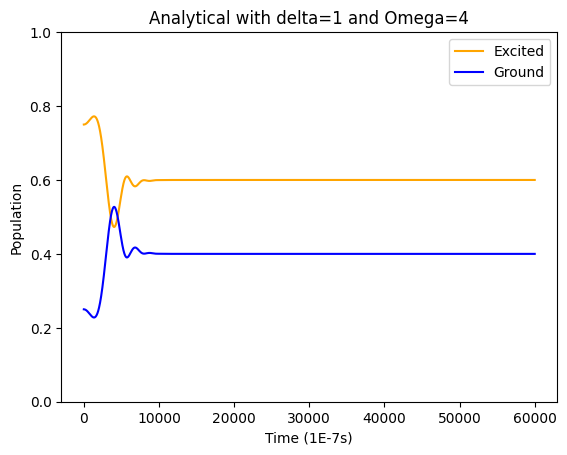 Analytical with delta=1 and Omega=4
1.0
0.8
0.6
0.4
0.2
0.0
Population
Excited
Ground
0
10000
20000
30000
40000
50000
60000
Time (1E-7s)